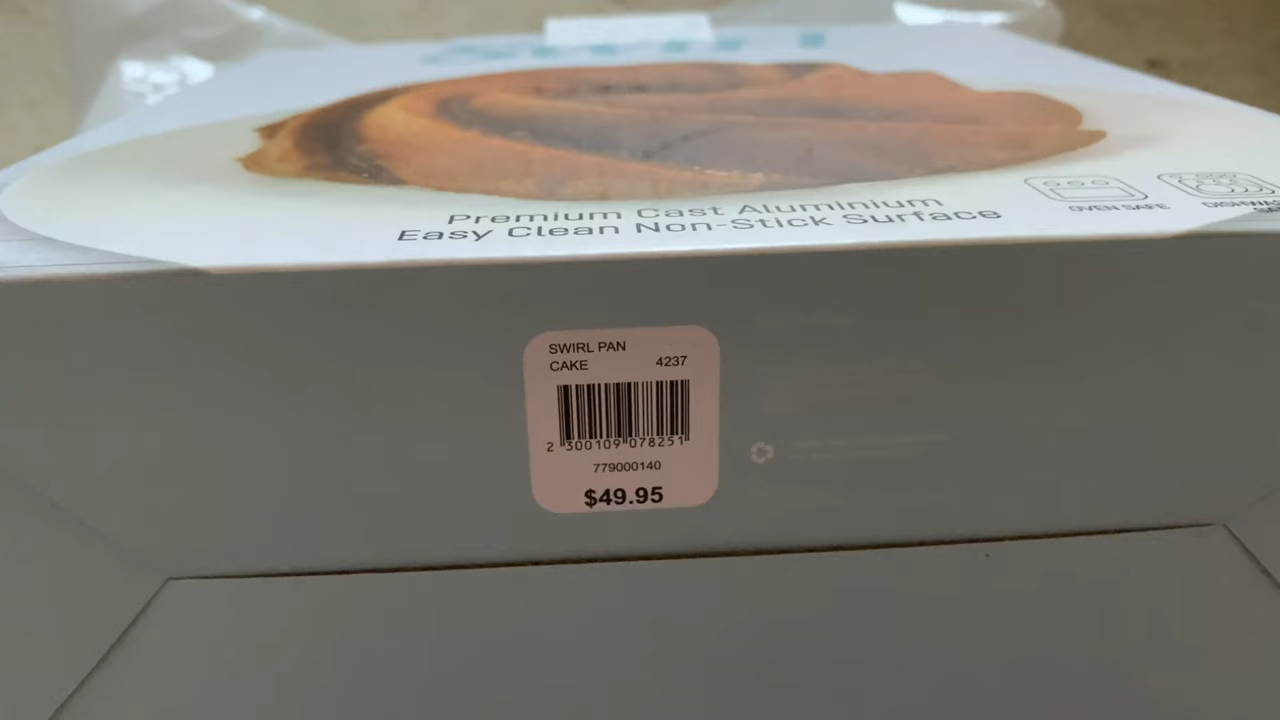 Premium Cast Aluminium
Easy Clean Non-Stick Surface
OVEN SAFE
SWIRL PAN
CAKE 4237
2 300109 078251
779000140
$49.95